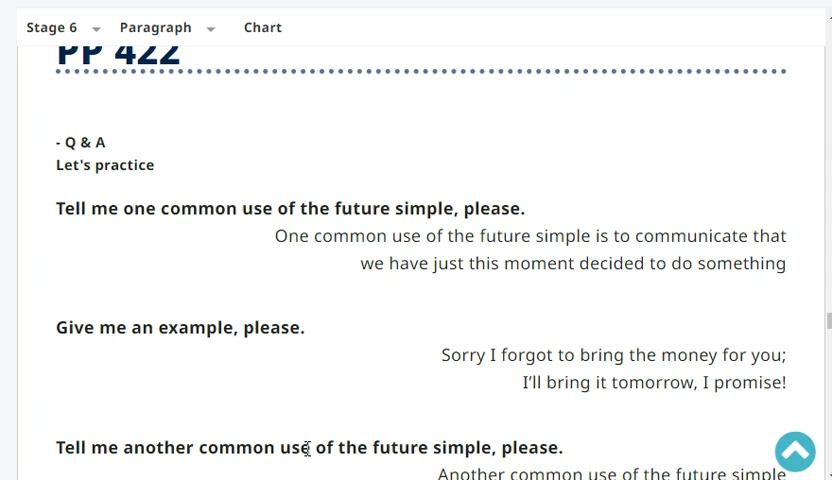 Stage 6 Paragraph Chart
PP 422
- Q & A
Let's practice
Tell me one common use of the future simple, please.
One common use of the future simple is to communicate that
we have just this moment decided to do something
Give me an example, please.
Sorry I forgot to bring the money for you;
I'll bring it tomorrow, I promise!
Tell me another common use of the future simple, please.
Another common use of the future simple